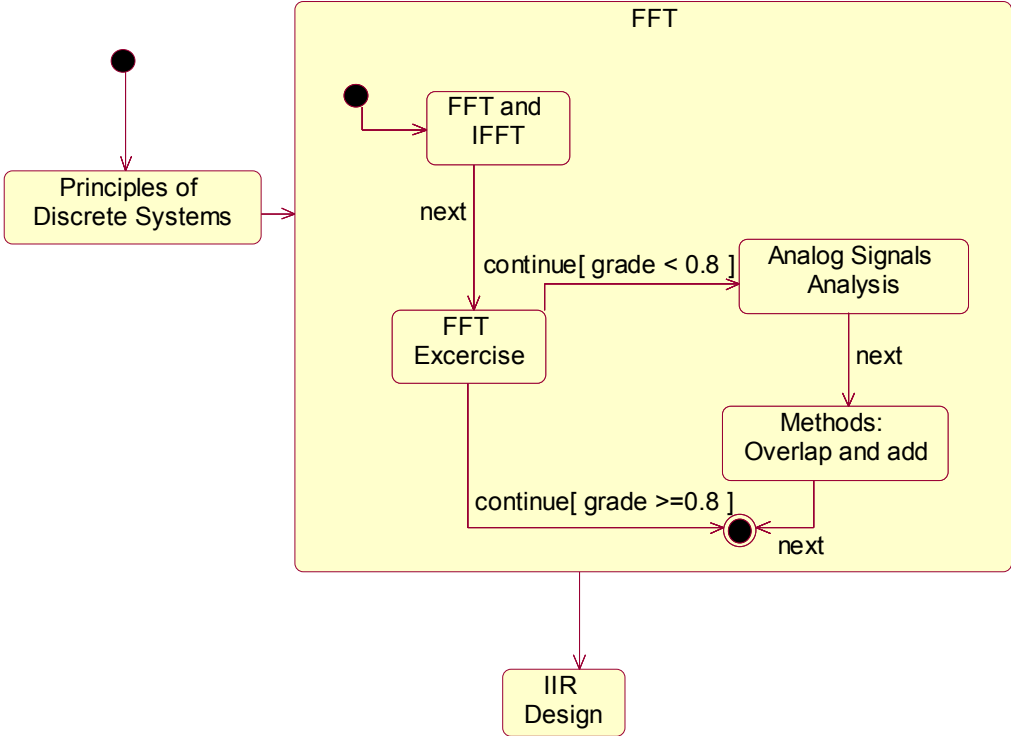 FFT
FFT and
IFFT
Principles of
Discrete Systems
next
continue[ grade < 0.8 ]
Analog Signals
Analysis
FFT
Excercise
next
Methods:
Overlap and add
continue[ grade >=0.8 ]
next
IIR
Design